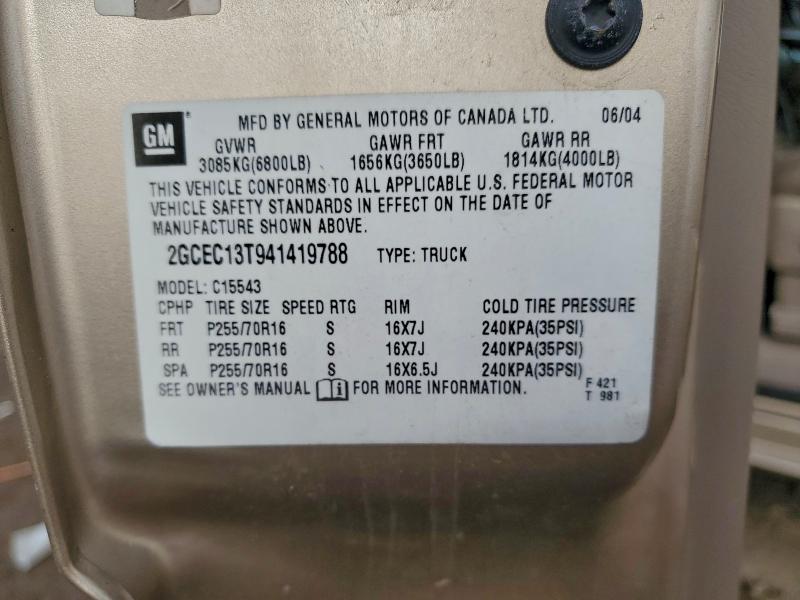 GM ® MFD BY GENERAL MOTORS OF CANADA LTD. 06/04
GVWR GAWR FRT GAWR RR
3085KG(6800LB) 1656KG(3650LB) 1814KG(4000LB)
THIS VEHICLE CONFORMS TO ALL APPLICABLE U.S. FEDERAL MOTOR
VEHICLE SAFETY STANDARDS IN EFFECT ON THE DATE OF
MANUFACTURE SHOWN ABOVE.
2GCEC13T941419788 TYPE: TRUCK
MODEL: C15543
CPHP TIRE SIZE SPEED RTG RIM COLD TIRE PRESSURE
FRT P255/70R16 S 16X7J 240KPA(35PSI)
RR P255/70R16 S 16X7J 240KPA(35PSI)
SPA P255/70R16 S 16X6.5J 240KPA(35PSI)
SEE OWNER'S MANUAL i FOR MORE INFORMATION. F 421
T 981